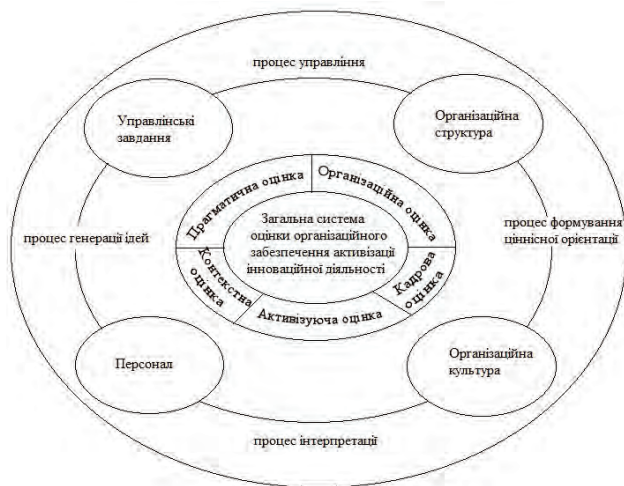 процес управління
Управлінські
завдання
Організаційна
структура
Прагматична оцінка
Організаційна оцінка
Загальна система
оцінки організаційного
забезпечення активізації
інноваційної діяльності
процес генерації ідей
процес формування
ціннісної орієнтації
Контекстна
оцінка
Кадрова
оцінка
Активізуюча оцінка
Персонал
Організаційна
культура
процес інтерпретації